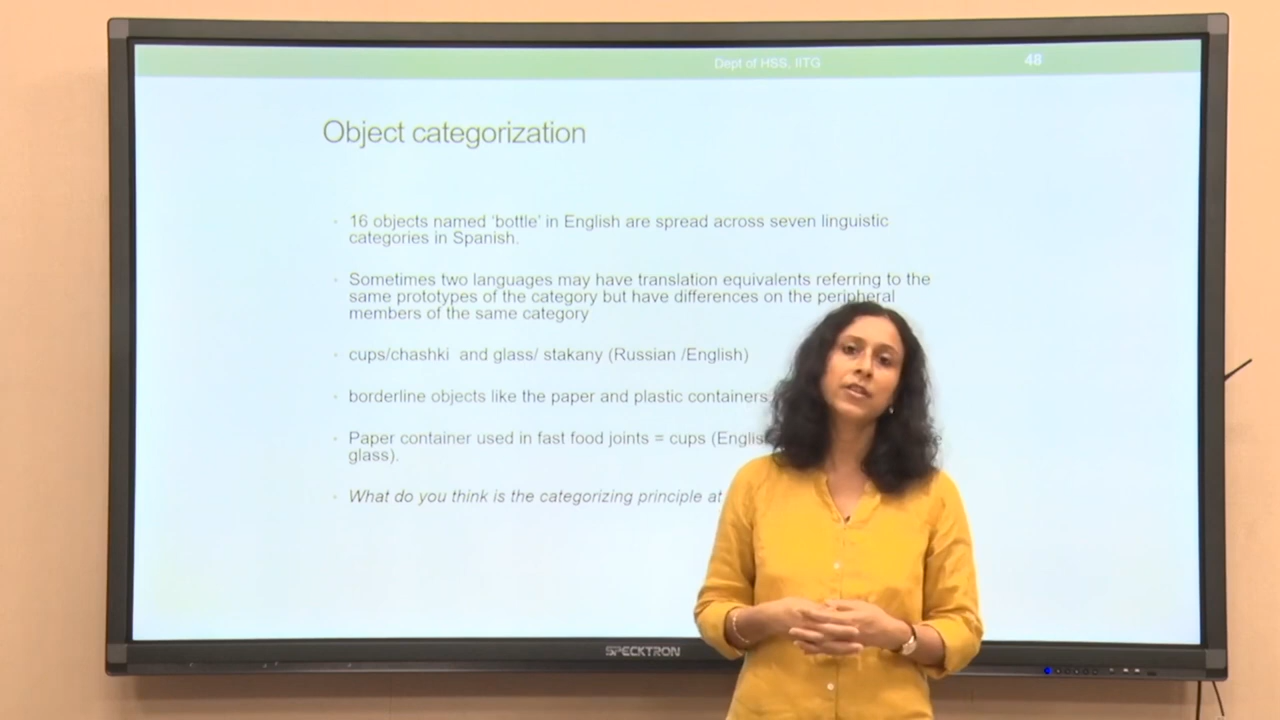 Dept of HSS, IITG 48
Object categorization
16 objects named 'bottle' in English are spread across seven linguistic
categories in Spanish.
Sometimes two languages may have translation equivalents referring to the
same prototypes of the category but have differences on the peripheral
members of the same category
cups/chashki and glass/ stakany (Russian /English)
borderline objects like the paper and plastic containers
Paper container used in fast food joints = cups
glass).
What do you think is the categorizing principle at
SPECKTRON